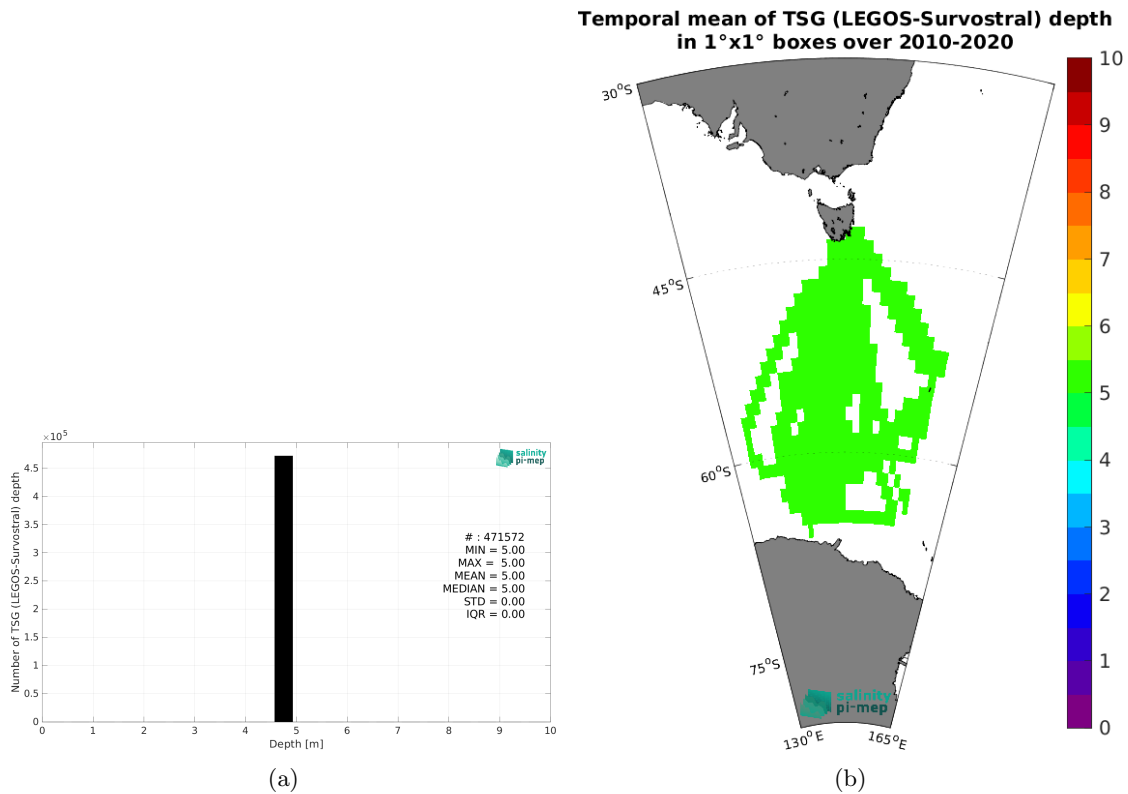 Temporal mean of TSG (LEGOS-Survostral) depth
in 1°x1° boxes over 2010-2020
30°S
45°S
60°S
75°S
130°E
165°E
salinity
pi-mep
10
9
8
7
6
5
4
3
2
1
0
(b)
×10⁵
4.5
4
3.5
3
2.5
2
1.5
1
0.5
0
Number of TSG (LEGOS-Survostral) depth
salinity
pi-mep
# : 471572
MIN = 5.00
MAX = 5.00
MEAN = 5.00
MEDIAN = 5.00
STD = 0.00
IQR = 0.00
0 1 2 3 4 5 6 7 8 9 10
Depth [m]
(a)